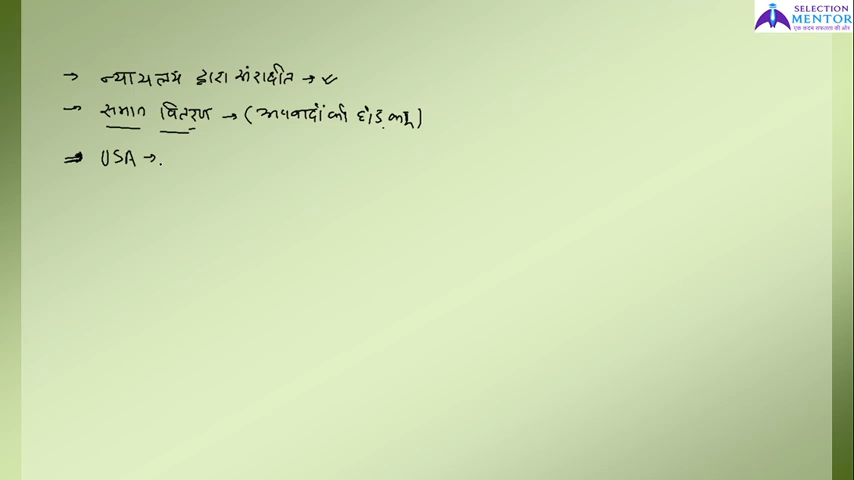 SELECTION
MENTOR
एक कदम सफलता की ओर
→ न्यायालय द्वारा संरक्षित → ✓
→ समान वितरण → (अपवादों को छोड़कर)
⇒ USA → .